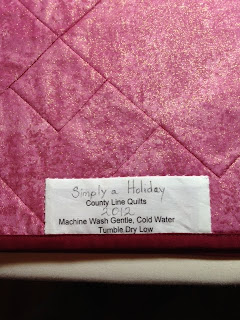 Simply a Holiday
County Line Quilts
2012
Machine Wash Gentle, Cold Water
Tumble Dry Low